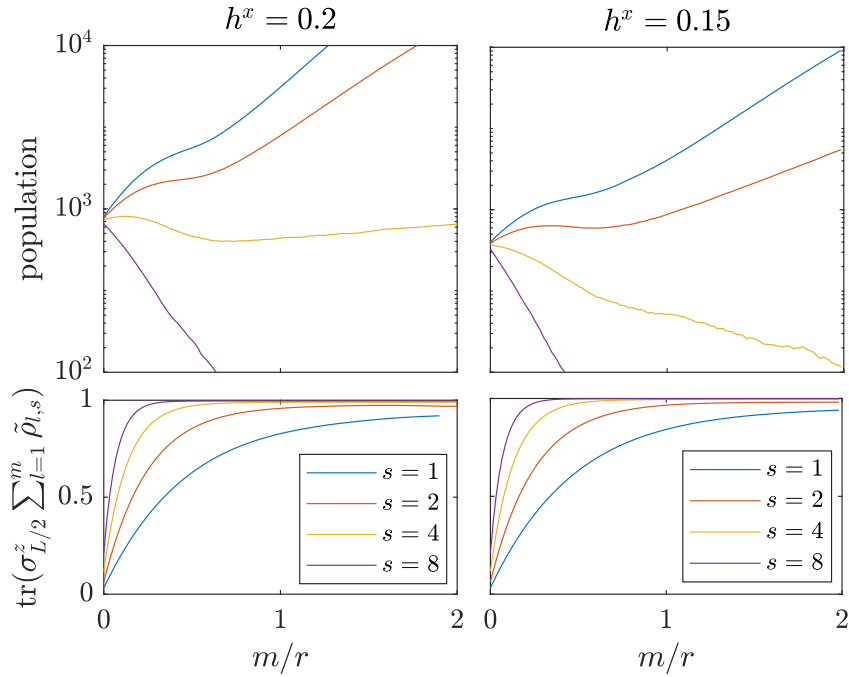 h^x = 0.2
h^x = 0.15
population
10^4
10^3
10^2
tr(σ^z_{L/2} ∑^m_{l=1} ρ̃_{l,s})
1
0.5
0
s = 1
s = 2
s = 4
s = 8
s = 1
s = 2
s = 4
s = 8
0 1 2
0 1 2
m/r
m/r